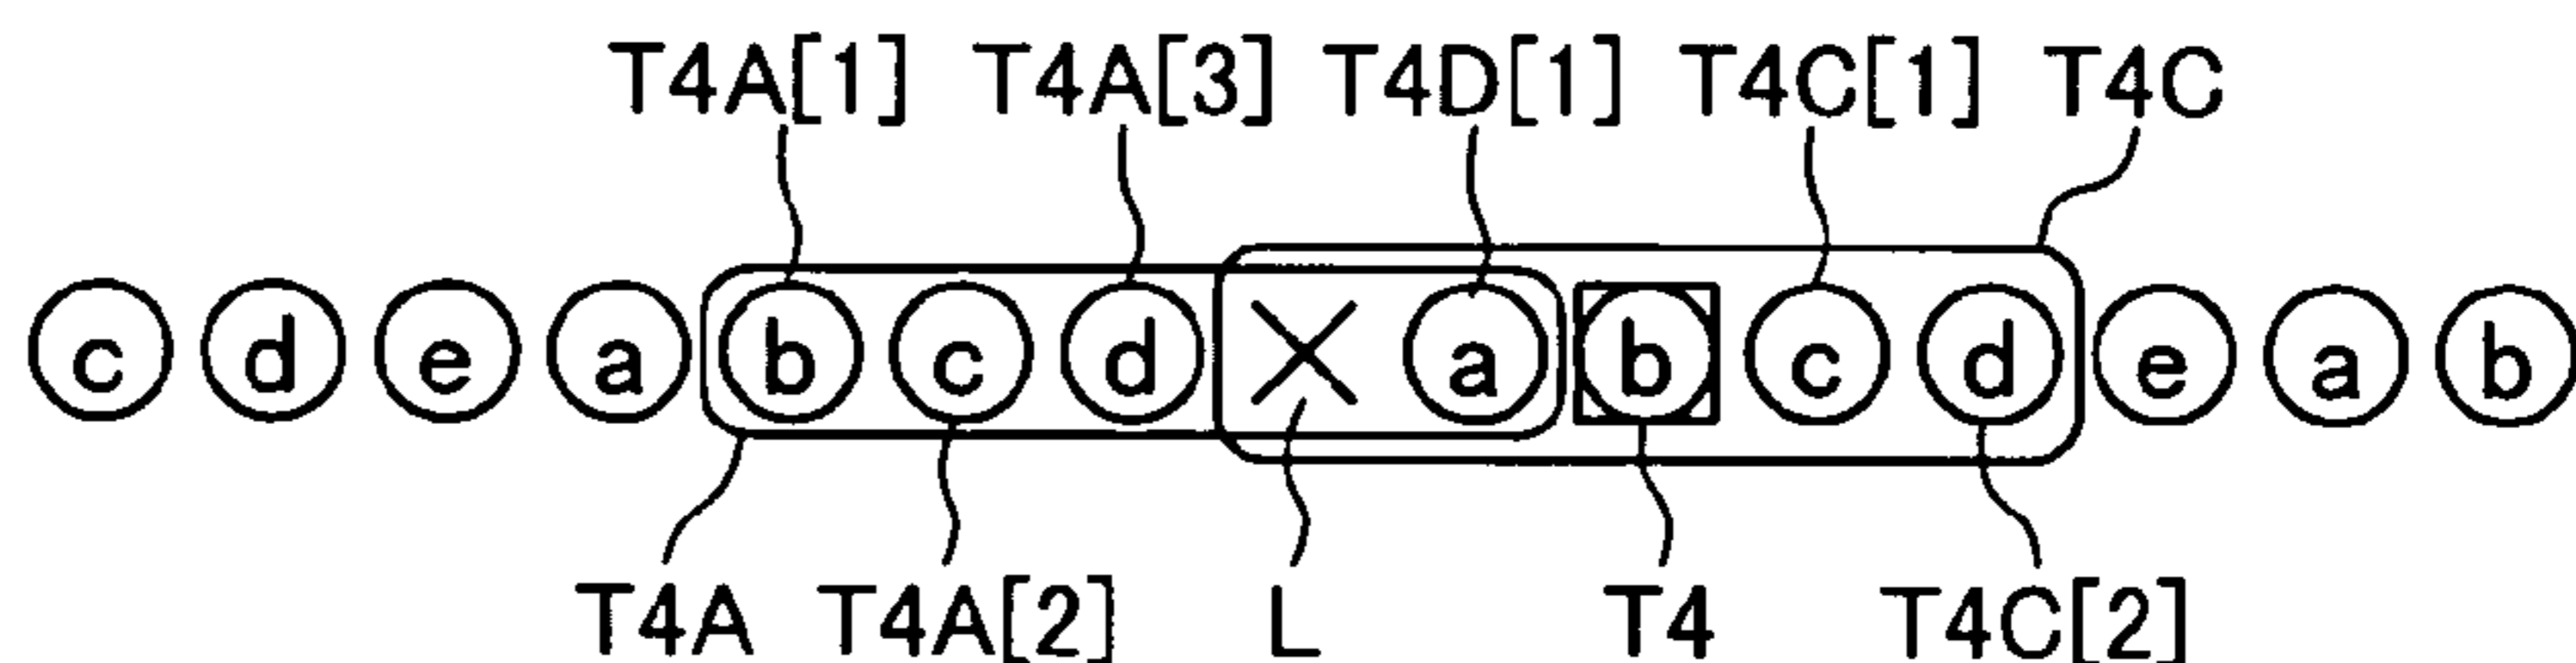 T4A[1] T4A[3] T4D[1] T4C[1] T4C
c d e a b c d × a b c d e a b
T4A T4A[2] L T4 T4C[2]